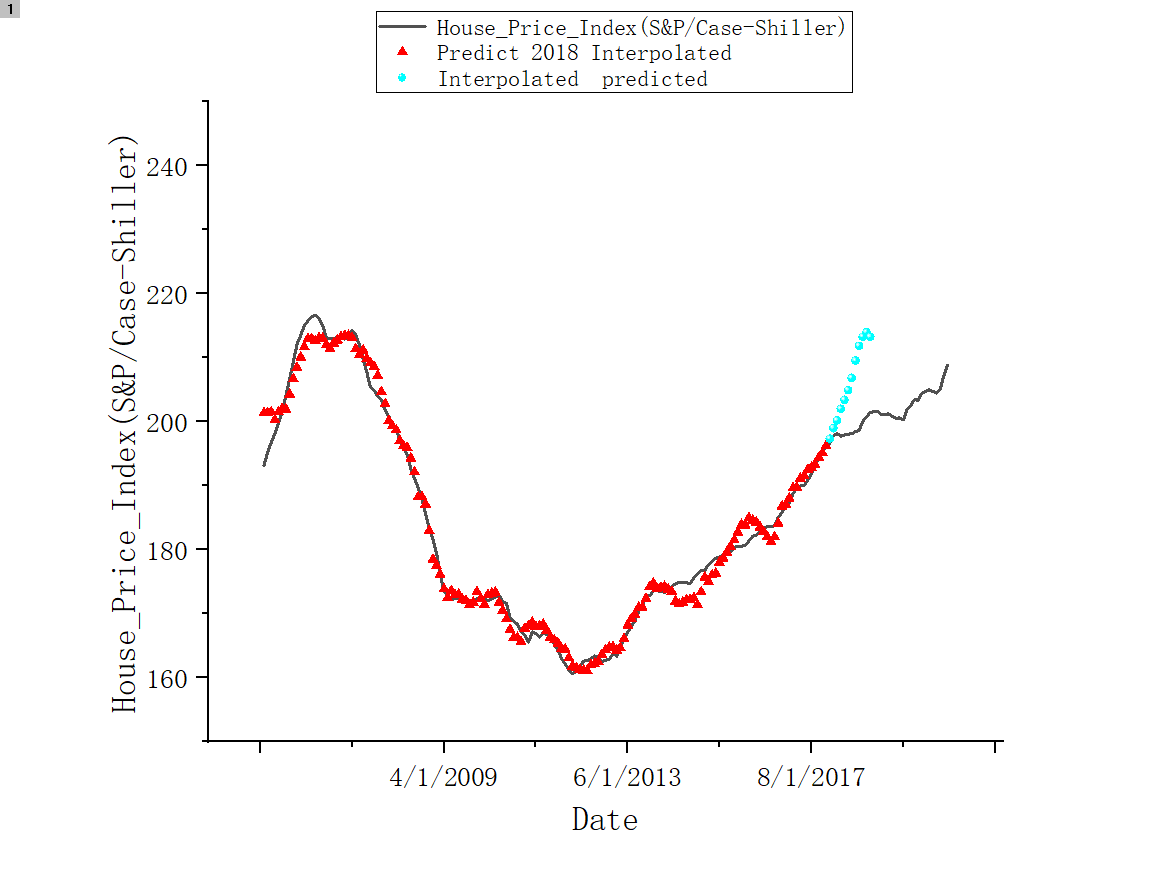 1
House_Price_Index(S&P/Case-Shiller)
Predict 2018 Interpolated
Interpolated  predicted
House_Price_Index(S&P/Case-Shiller)
240
220
200
180
160
4/1/2009
6/1/2013
8/1/2017
Date